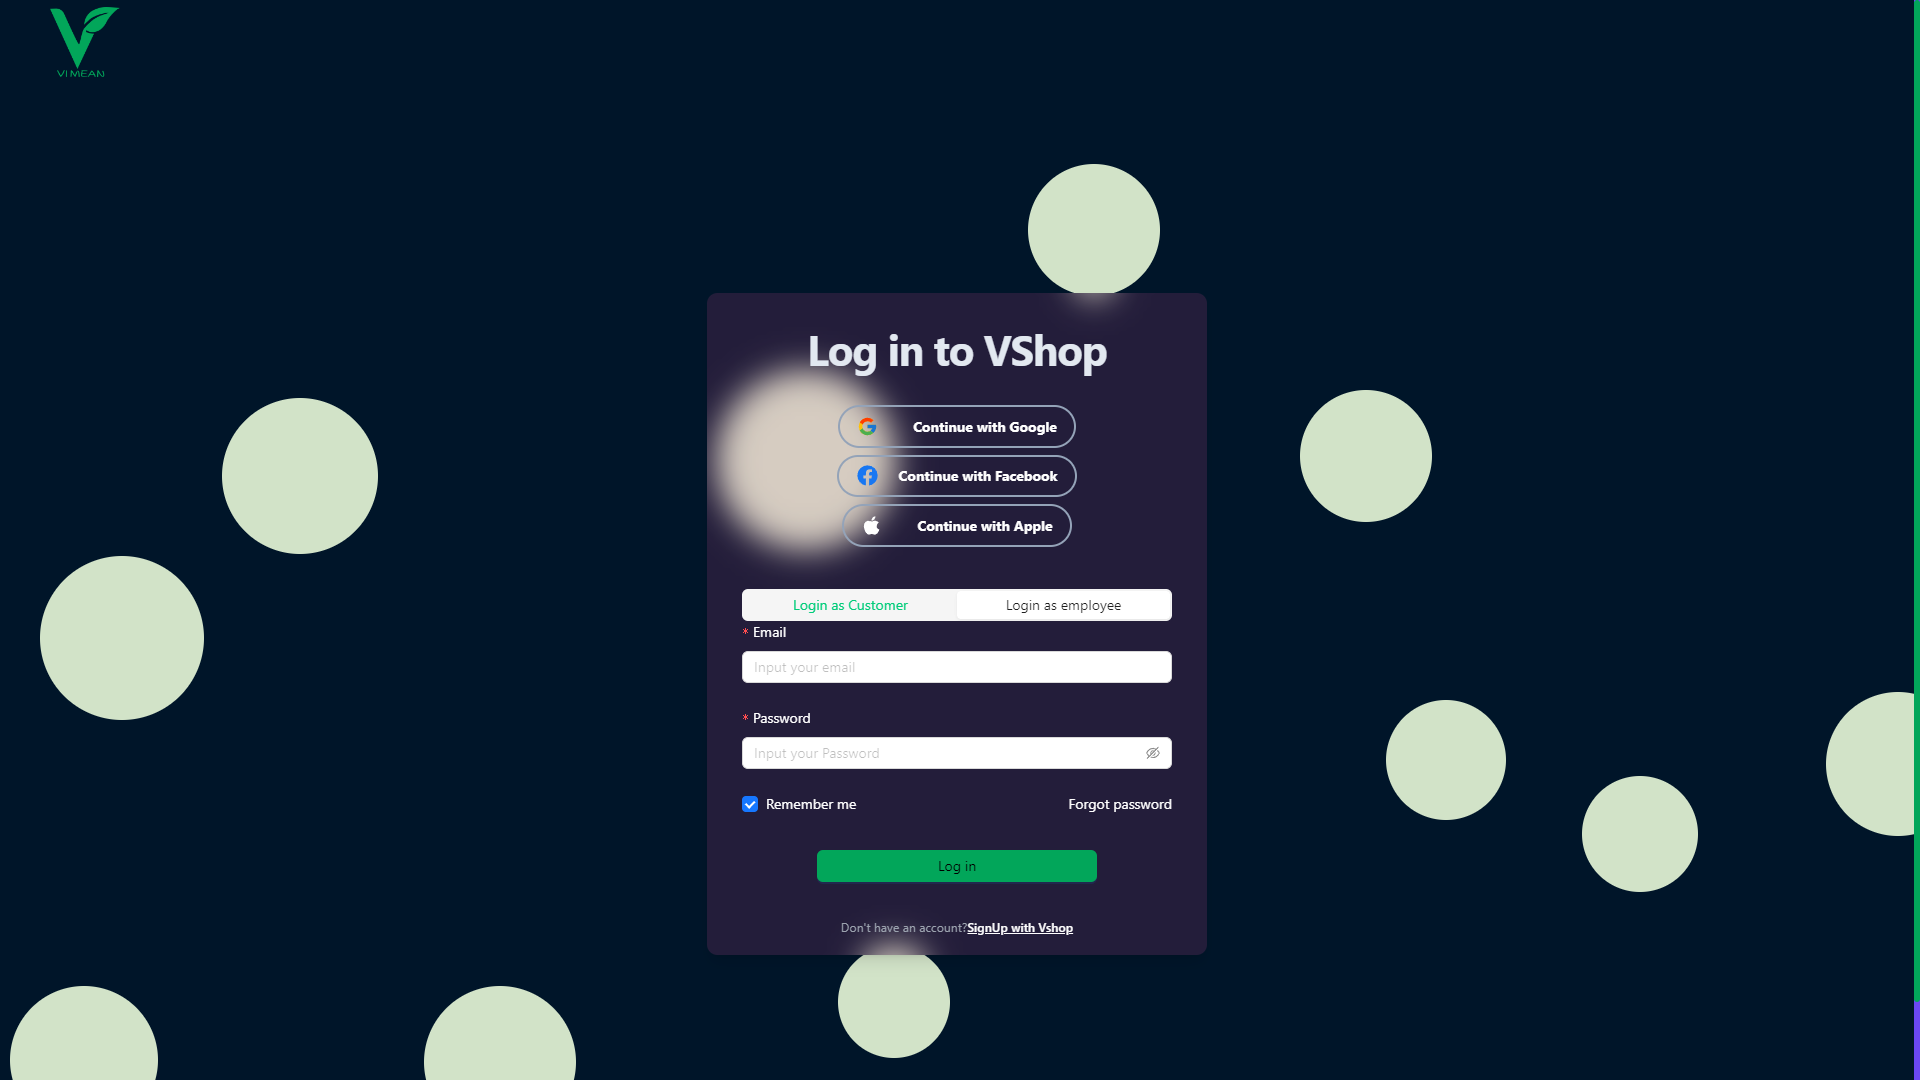 VIMEAN
Log in to VShop
Continue with Google
Continue with Facebook
Continue with Apple
Login as Customer
Login as employee
* Email
Input your email
* Password
Input your Password
Remember me
Forgot password
Log in
Don't have an account?SignUp with Vshop